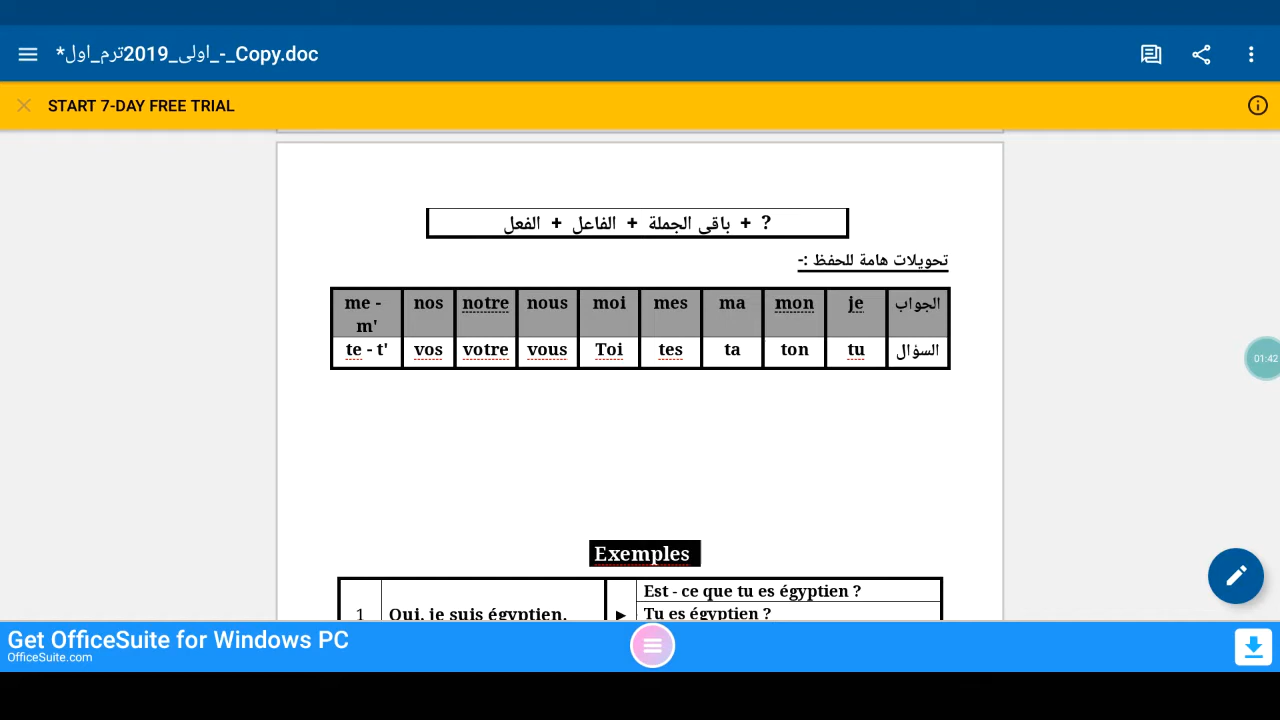 *اولى_-_2019ترم_اول_Copy.doc
START 7-DAY FREE TRIAL
الفعل + الفاعل + باقى الجملة + ?
تحويلات هامة للحفظ :-
me - m' nos notre nous moi mes ma mon je الجواب
te - t' vos votre vous Toi tes ta ton tu السؤال
01:42
Exemples
Est - ce que tu es égyptien ?
1 Oui, je suis égyptien. ► Tu es égyptien ?
Get OfficeSuite for Windows PC
OfficeSuite.com